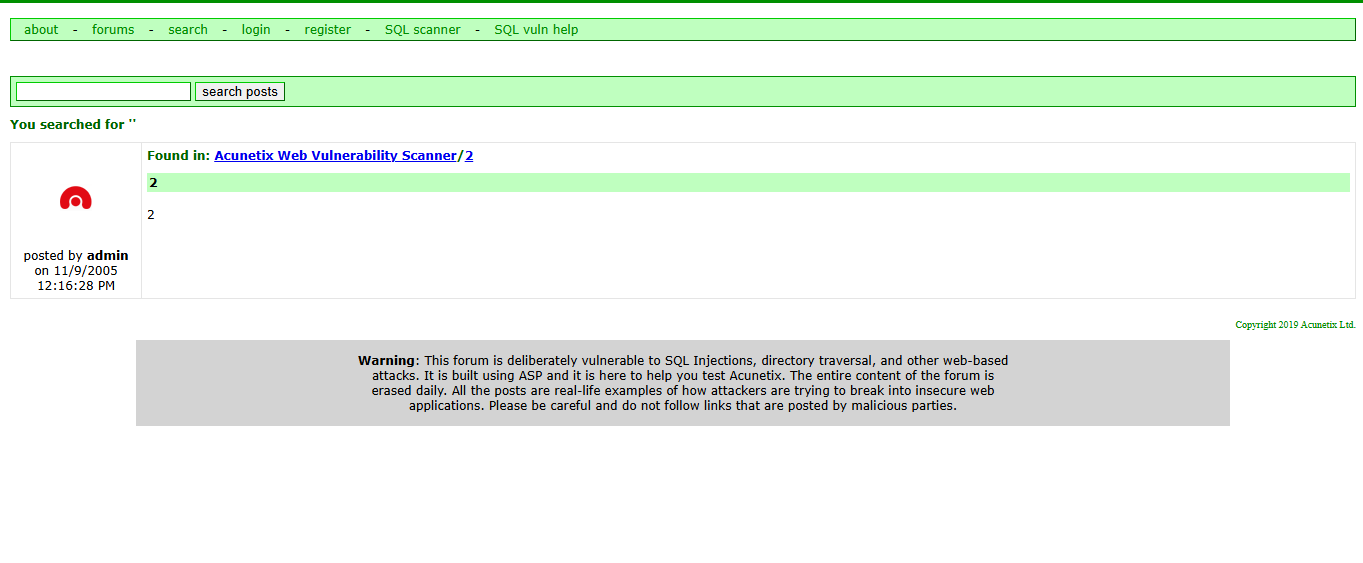 about - forums - search - login - register - SQL scanner - SQL vuln help
search posts
You searched for ''
Found in: Acunetix Web Vulnerability Scanner/2
2
2
posted by admin
on 11/9/2005
12:16:28 PM
Copyright 2019 Acunetix Ltd.
Warning: This forum is deliberately vulnerable to SQL Injections, directory traversal, and other web-based
attacks. It is built using ASP and it is here to help you test Acunetix. The entire content of the forum is
erased daily. All the posts are real-life examples of how attackers are trying to break into insecure web
applications. Please be careful and do not follow links that are posted by malicious parties.